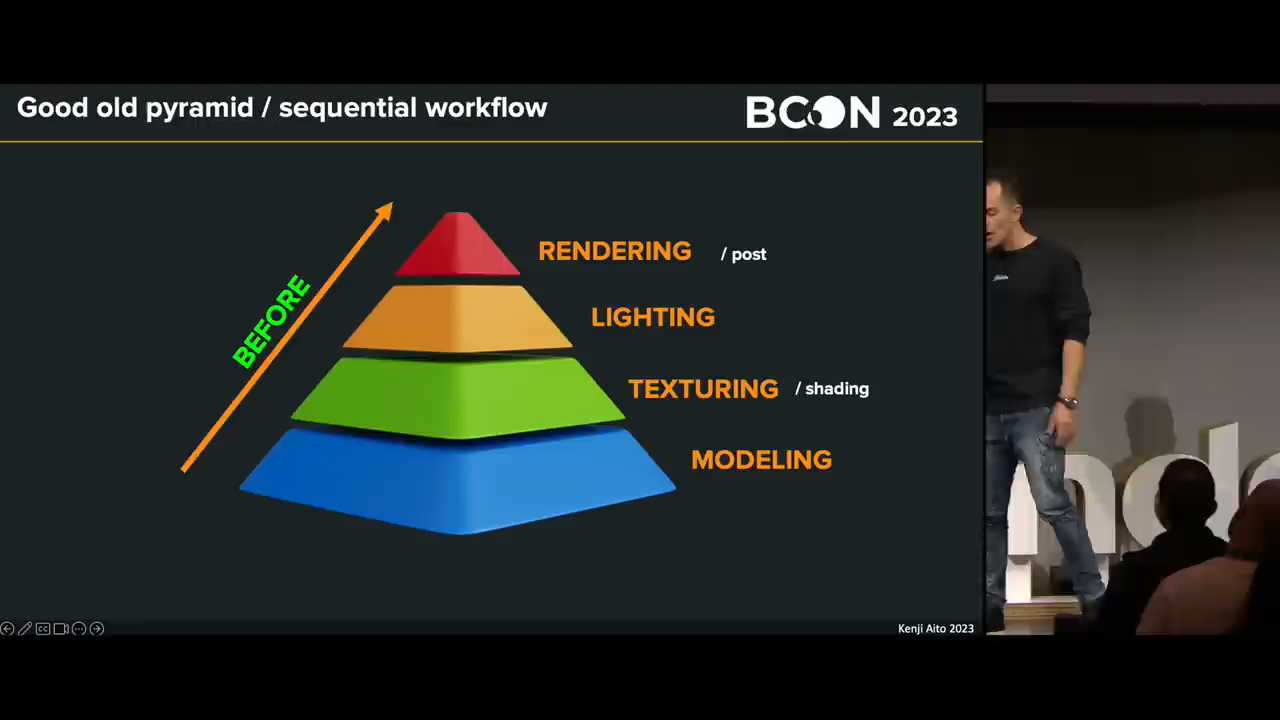 Good old pyramid / sequential workflow
BCON 2023
BEFORE
RENDERING / post
LIGHTING
TEXTURING / shading
MODELING
Kenji Aito 2023